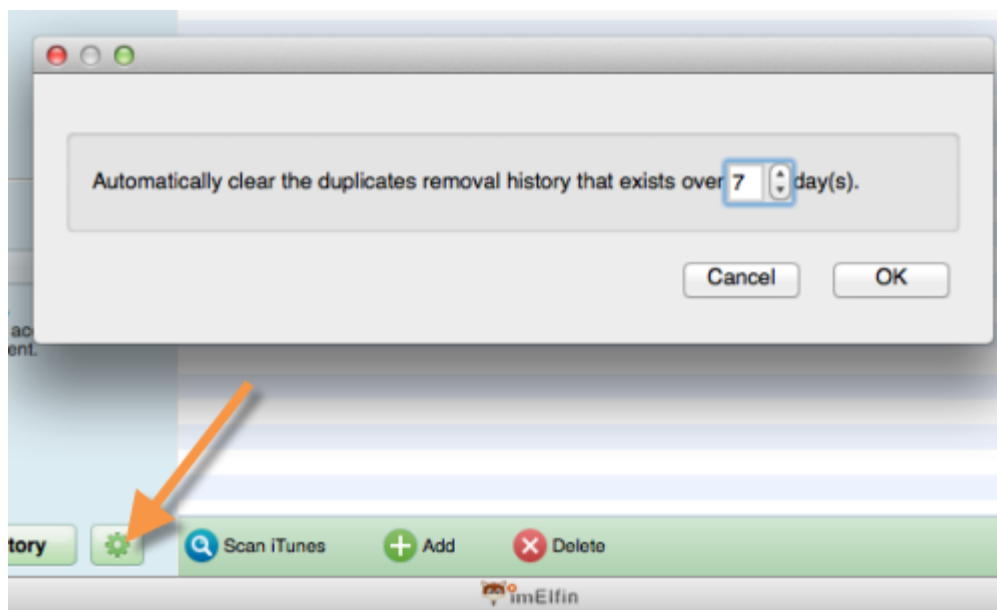 Automatically clear the duplicates removal history that exists over 7 day(s).
Cancel OK
ent.
tory Scan iTunes Add Delete
imElfin